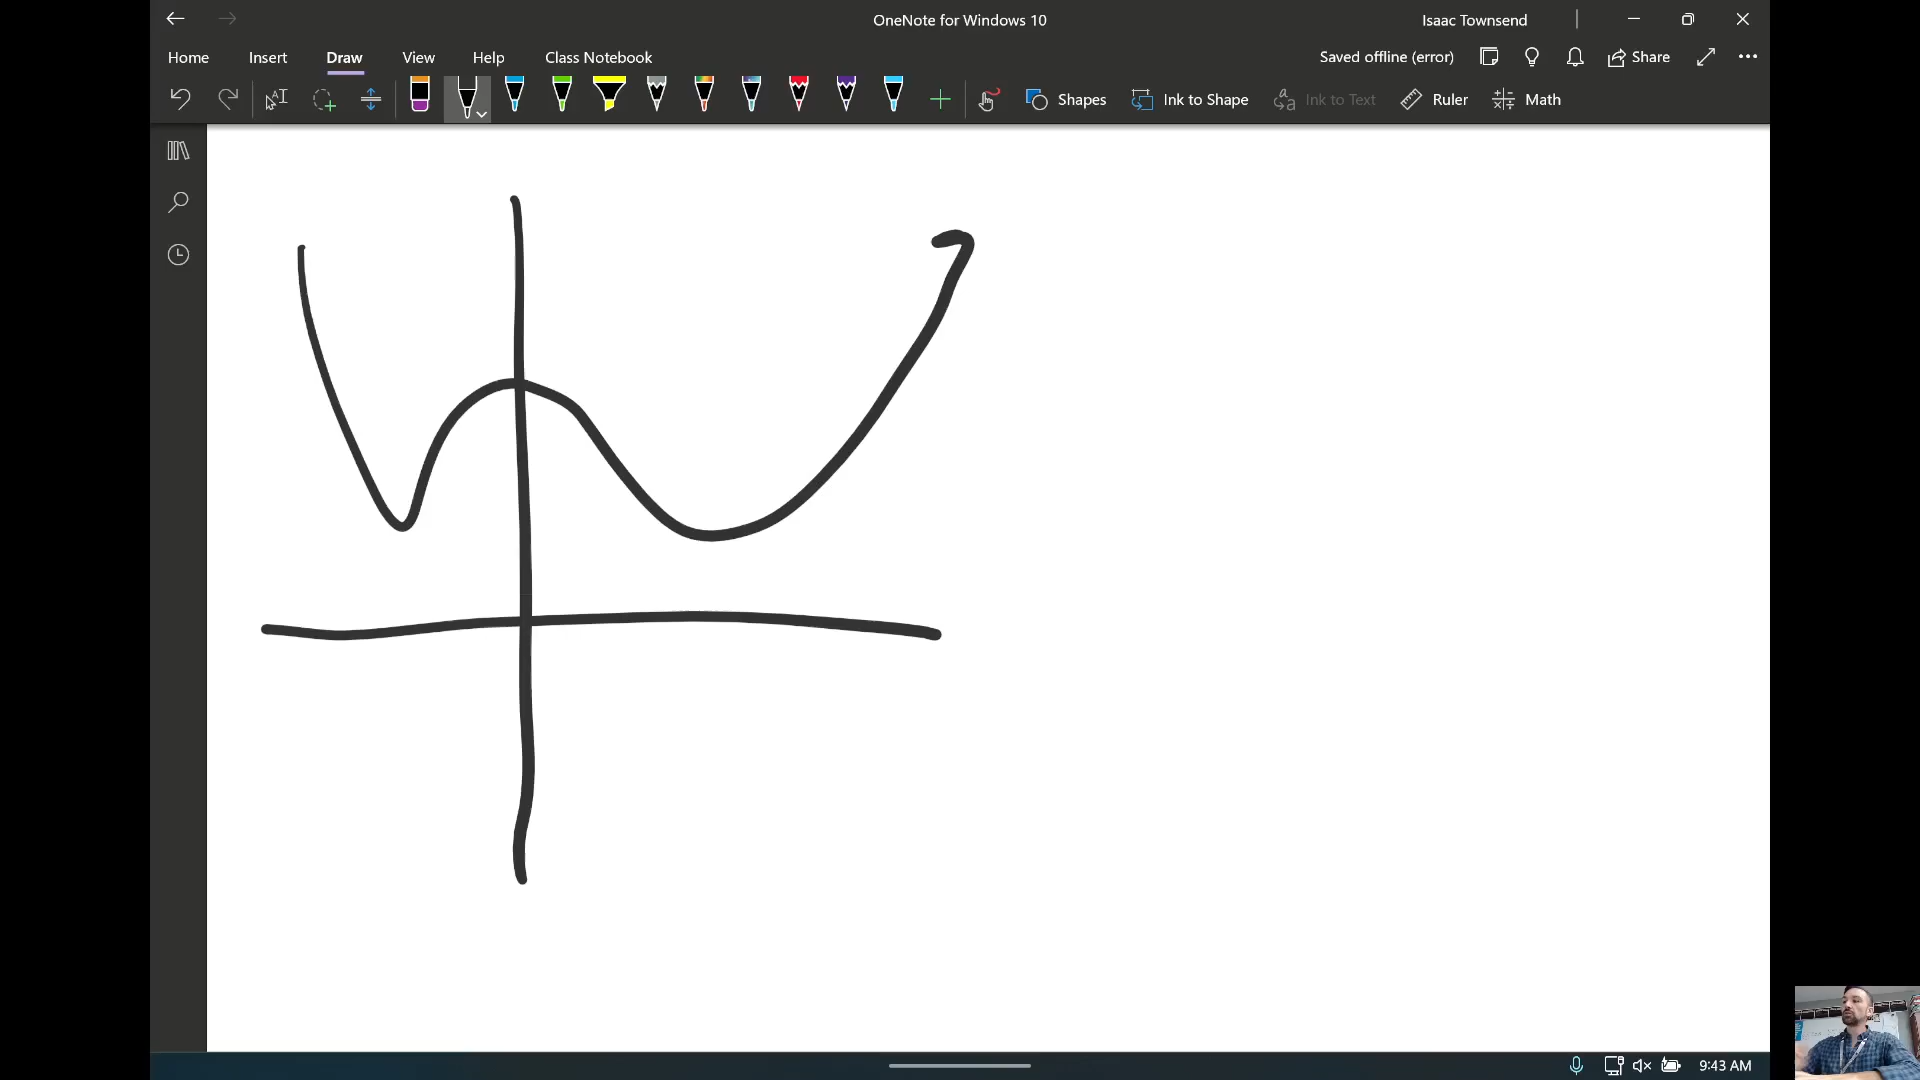 OneNote for Windows 10
Isaac Townsend
Home Insert Draw View Help Class Notebook
Saved offline (error) Share
Shapes Ink to Shape Ink to Text Ruler Math
9:43 AM